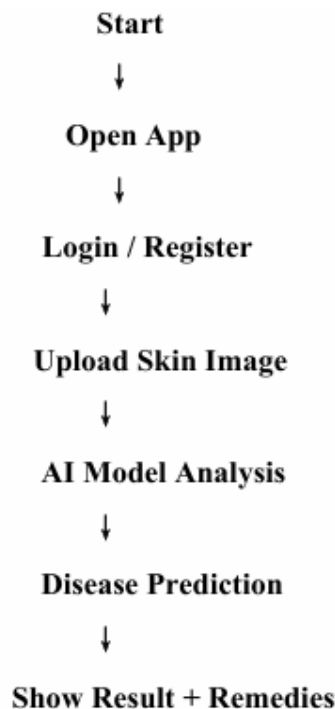 Start
↓
Open App
↓
Login / Register
↓
Upload Skin Image
↓
AI Model Analysis
↓
Disease Prediction
↓
Show Result + Remedies